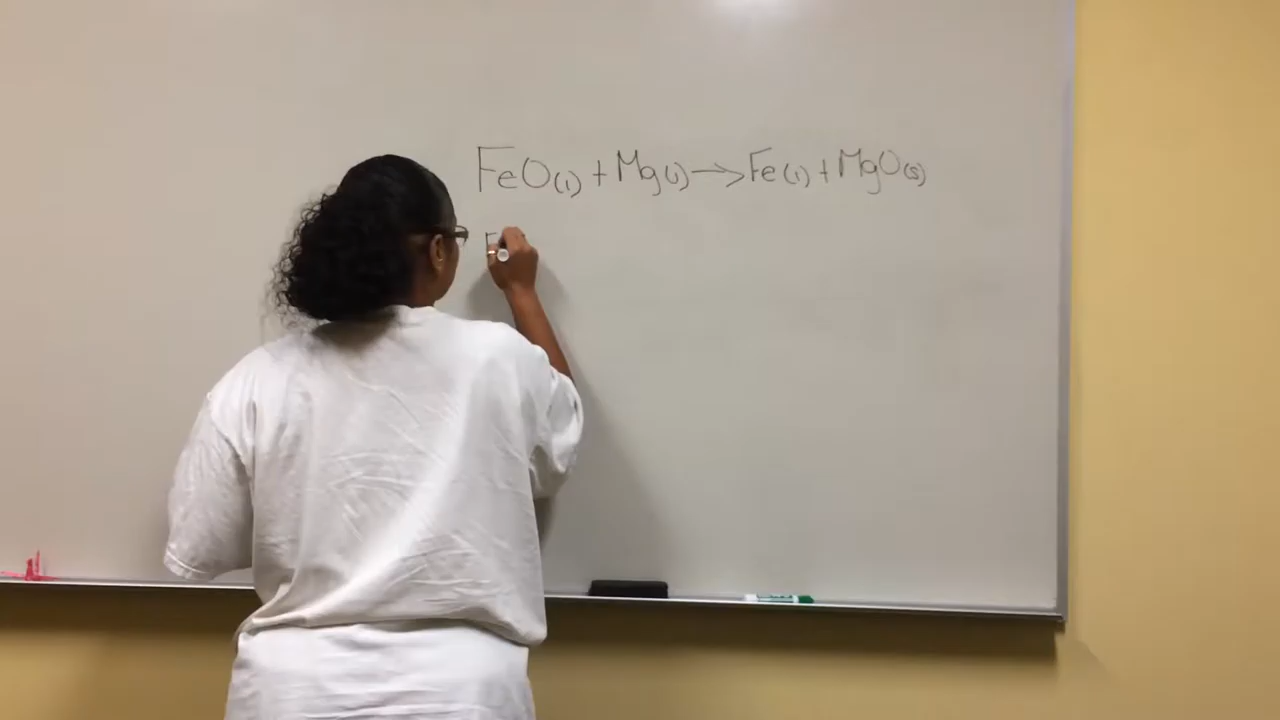 FeO(l) + Mg(l) → Fe(l) + MgO(s)
F